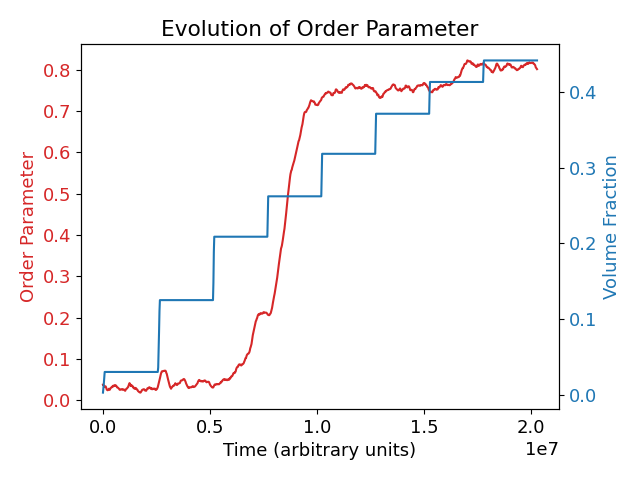 Evolution of Order Parameter
Order Parameter
0.8
0.7
0.6
0.5
0.4
0.3
0.2
0.1
0.0
0.4
0.3
0.2
0.1
0.0
Volume Fraction
0.0 0.5 1.0 1.5 2.0
Time (arbitrary units)
1e7